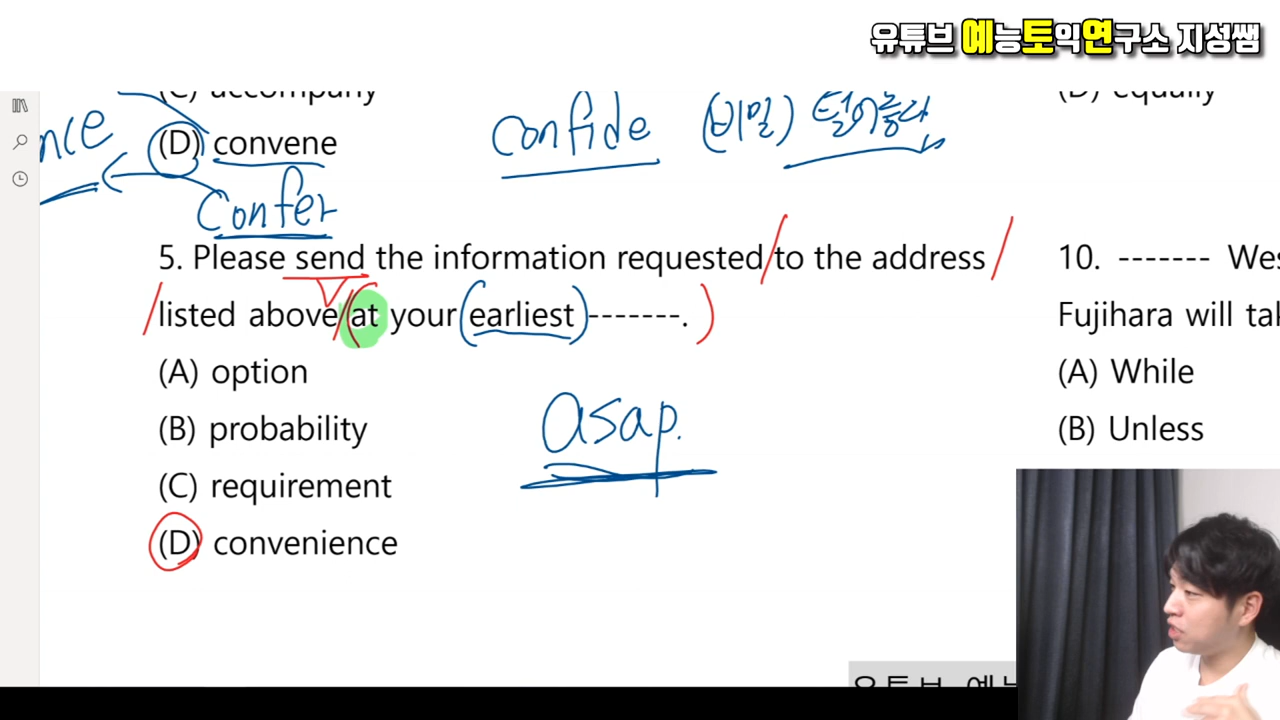 유튜브 예능토익연구소 지성쌤
(C) accompany
(D) convene
confide (비밀) 털어놓다
Confer
5. Please send the information requested to the address
listed above at your earliest -------.
(A) option
(B) probability
(C) requirement
(D) convenience
asap.
(D) equally
10. ------- Wes
Fujihara will tak
(A) While
(B) Unless